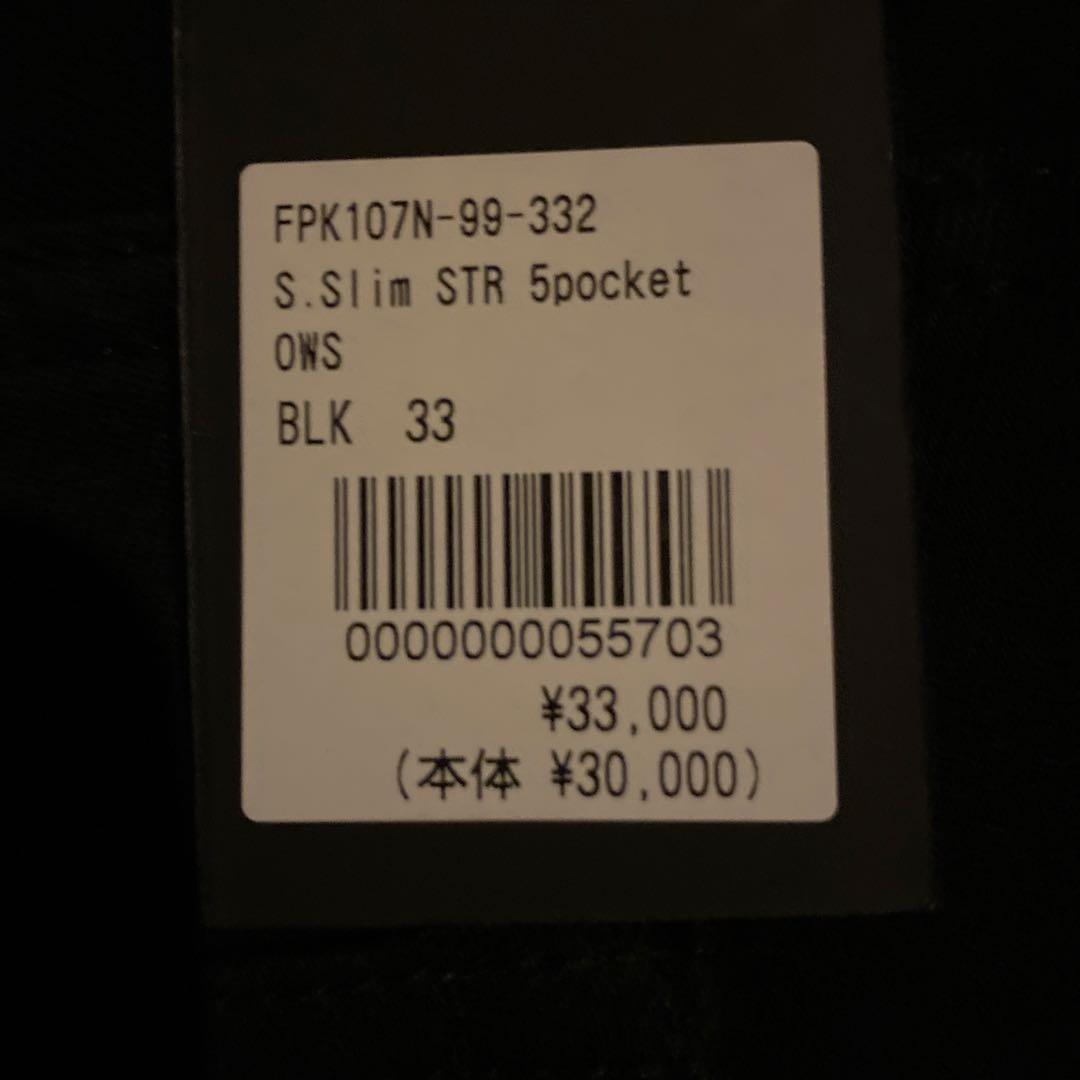 FPK107N-99-332
S.Slim STR 5pocket
OWS
BLK 33
0000000055703
¥33,000
(本体 ¥30,000)